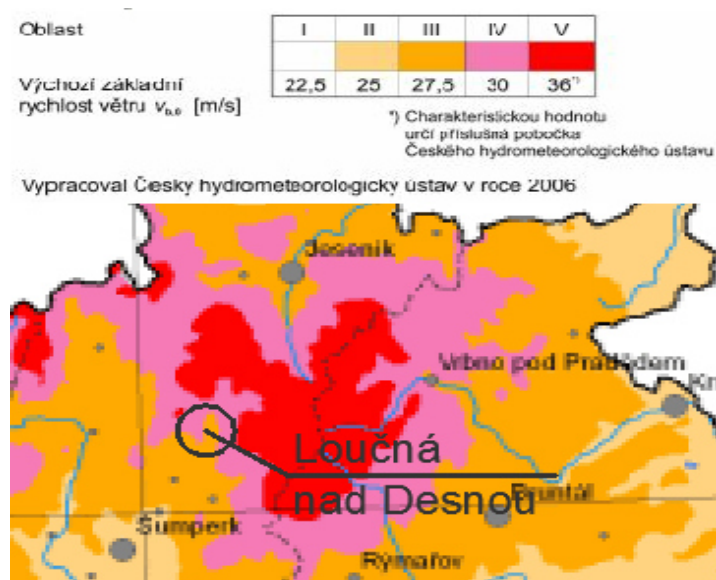 Oblast I II III IV V
Výchozí základní
rychlost větru v b,0 [m/s] 22,5 25 27,5 30 36*)
*) Charakteristickou hodnotu
určí příslušná pobočka
Českého hydrometeorologického ústavu
Vypracoval Český hydrometeorologický ústav v roce 2006
Jeseník
Vrbno pod Pradědem
Kr
Loučná
nad Desnou
Bruntál
Šumperk
Rýmařov